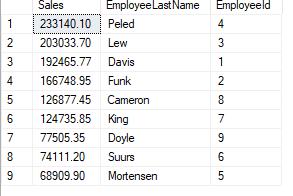 Sales EmployeeLastName EmployeeId
1 233140.10 Peled 4
2 203033.70 Lew 3
3 192465.77 Davis 1
4 166748.95 Funk 2
5 126877.45 Cameron 8
6 124735.85 King 7
7 77505.35 Doyle 9
8 74111.20 Suurs 6
9 68909.90 Mortensen 5